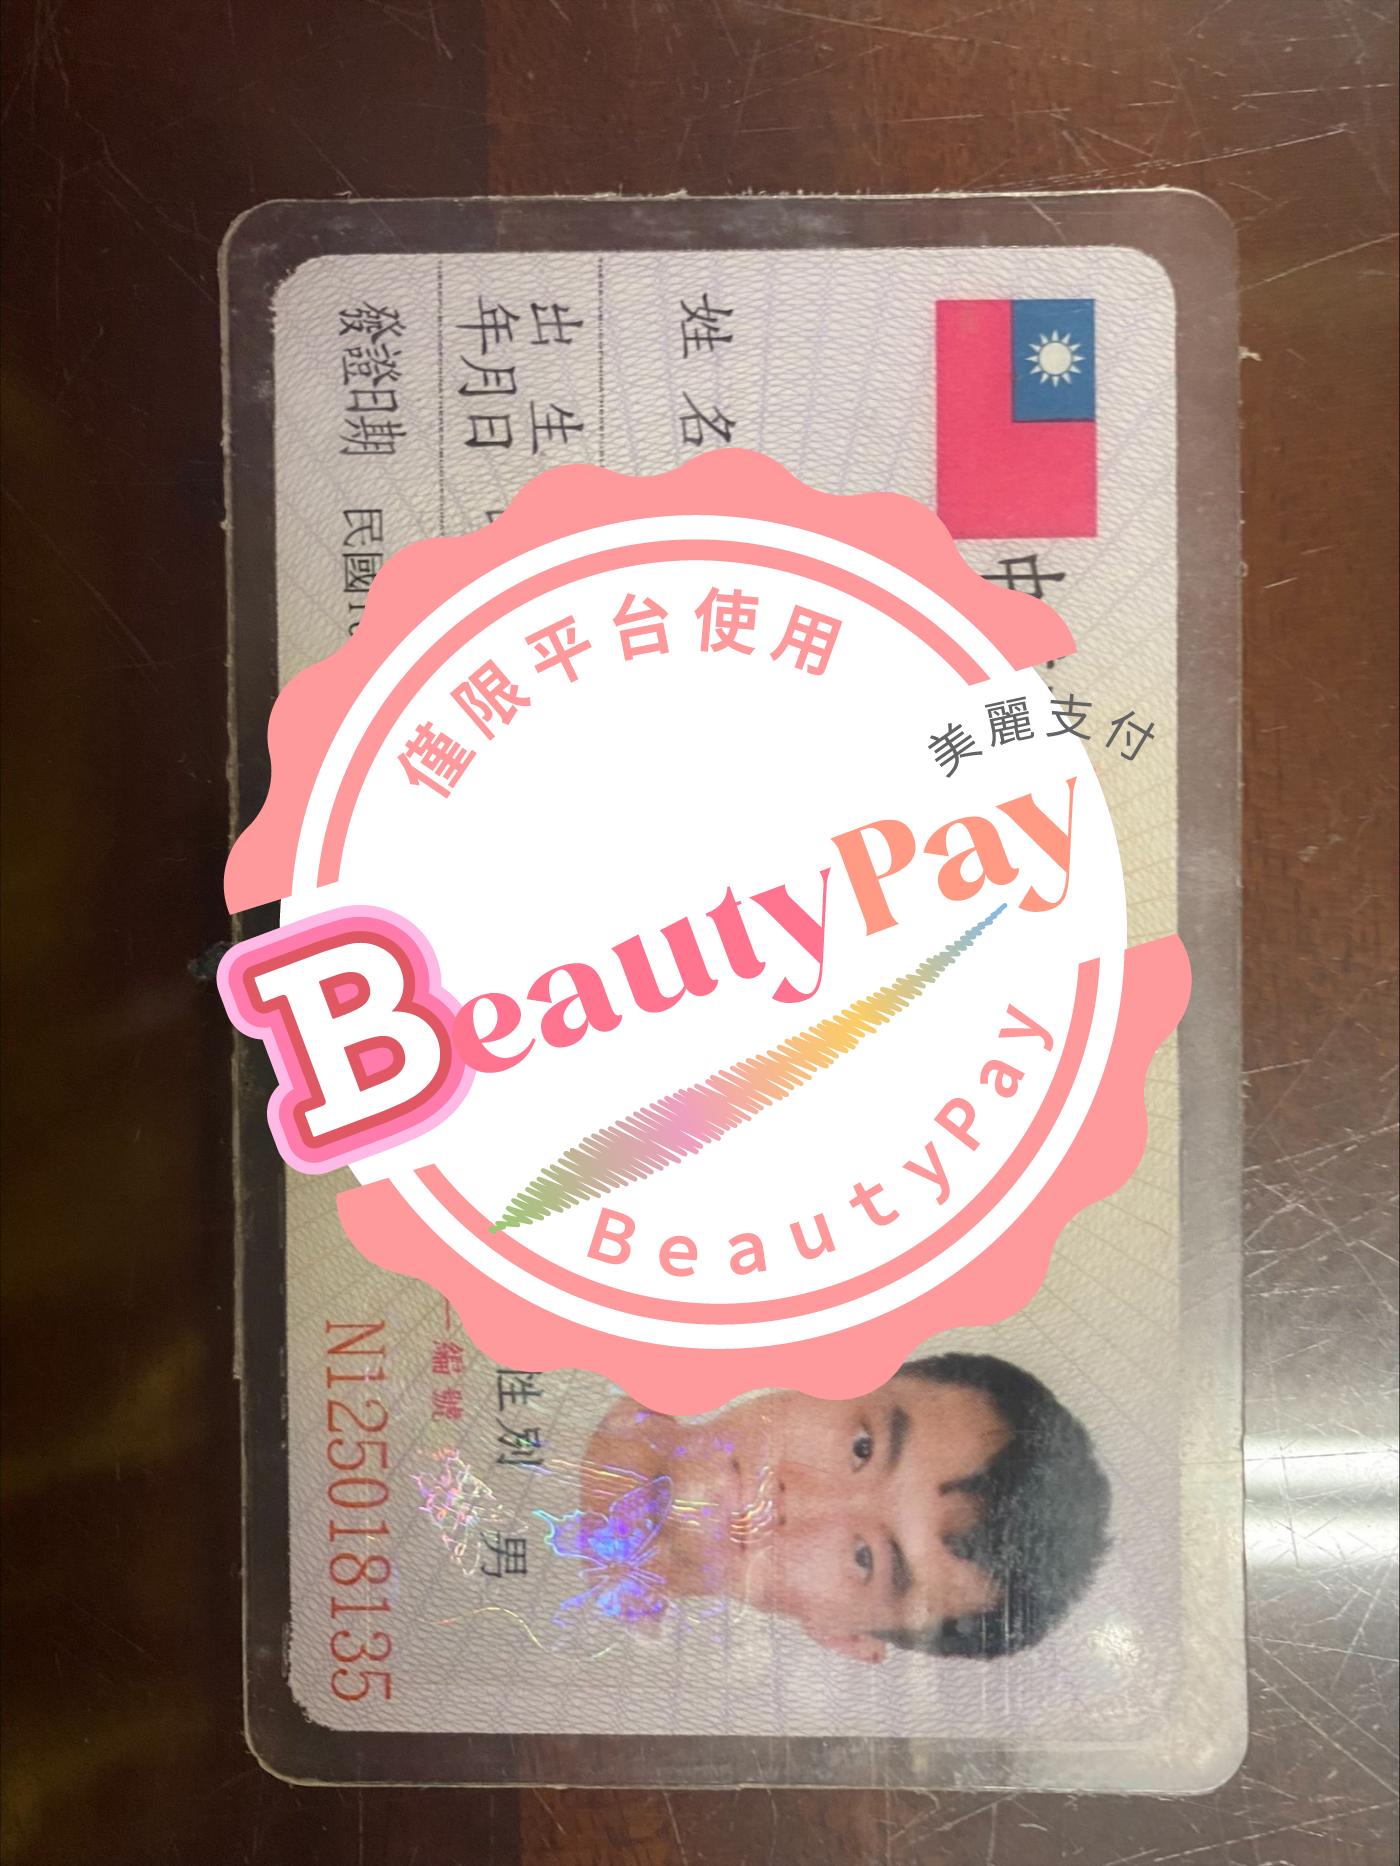 中
姓名
出生
年月日
性別 男
發證日期 民國
編號
N125018135
僅限平台使用
美麗支付
BeautyPay
BeautyPay